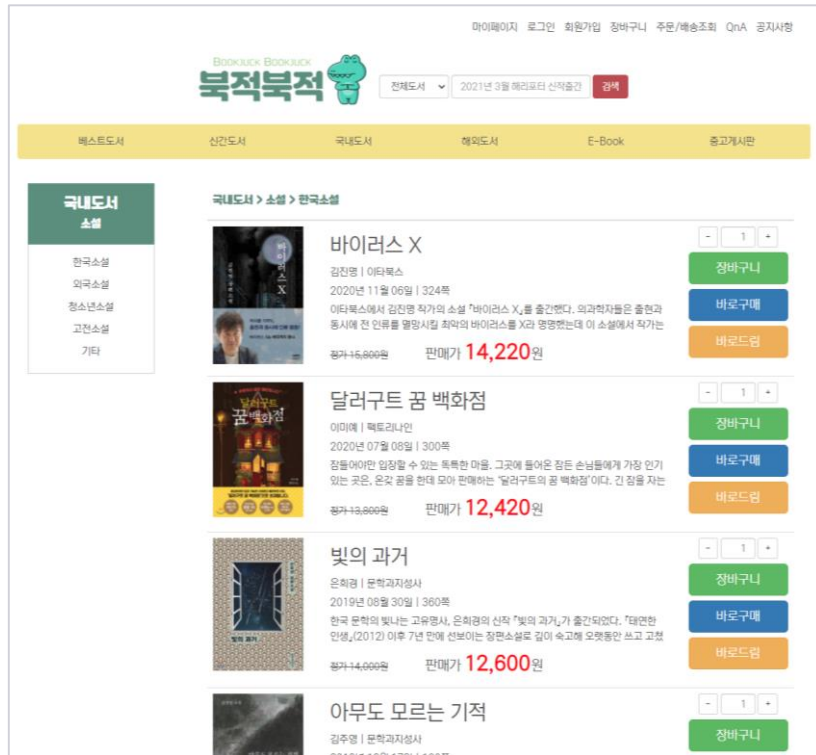 마이페이지 로그인 회원가입 장바구니 주문/배송조회 QnA 공지사항
BOOKJUCK BOOKJUCK
북적북적
전체도서 2021년 3월 해리포터 신작출간 검색
베스트도서 신간도서 국내도서 해외도서 E-Book 중고게시판
국내도서
소설
한국소설
외국소설
청소년소설
고전소설
기타
국내도서 > 소설 > 한국소설
바이러스 X
바이러스 X
김진명 | 이타북스
2020년 11월 06일 | 324쪽
이타북스에서 김진명 작가의 소설 「바이러스 X」를 출간했다. 의과학자들은 출현과
동시에 전 인류를 멸망시킬 최악의 바이러스를 X라 명명했는데 이 소설에서 작가는
정가 15,800원 판매가 14,220원
- 1 +
장바구니
바로구매
바로드림
달러구트
꿈 백화점
달러구트 꿈 백화점
이미예 | 팩토리나인
2020년 07월 08일 | 300쪽
잠들어야만 입장할 수 있는 독특한 마을. 그곳에 들어온 잠든 손님들에게 가장 인기
있는 곳은, 온갖 꿈을 한데 모아 판매하는 '달러구트의 꿈 백화점'이다. 긴 잠을 자는
정가 13,800원 판매가 12,420원
- 1 +
장바구니
바로구매
바로드림
빛의 과거
빛의 과거
은희경 | 문학과지성사
2019년 08월 30일 | 360쪽
한국 문학의 빛나는 고유명사, 은희경의 신작 「빛의 과거」가 출간되었다. 「태연한
인생」(2012) 이후 7년 만에 선보이는 장편소설로 깊이 숙고해 오랫동안 쓰고 고쳤
정가 14,000원 판매가 12,600원
- 1 +
장바구니
바로구매
바로드림
아무도 모르는 기적
김주영 | 문학과지성사
- 1 +
장바구니